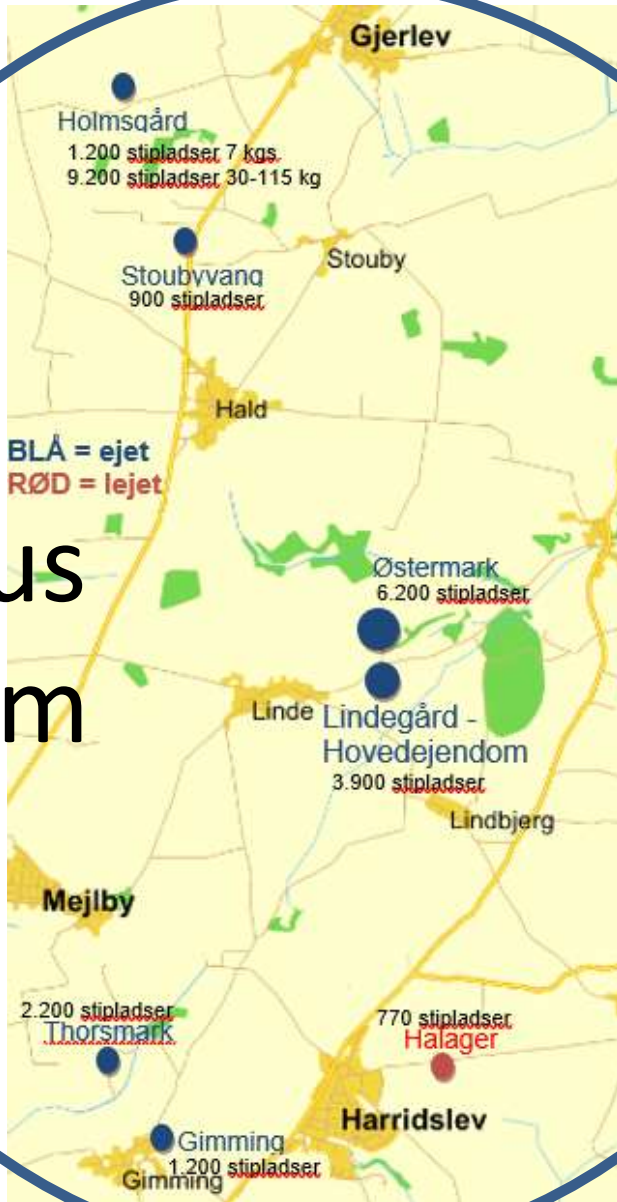 Gjerlev
Holmsgård
1.200 stipladser 7 kgs.
9.200 stipladser 30-115 kg
Stouby
Stoubyvang
900 stipladser
Hald
BLÅ = ejet
RØD = lejet
us
Østermark
6.200 stipladser
m
Linde
Lindegård -
Hovedejendom
3.900 stipladser
Lindbjerg
Mejlby
2.200 stipladser
Thorsmark
770 stipladser
Halager
Harridslev
Gimming
1.200 stipladser
Gimming